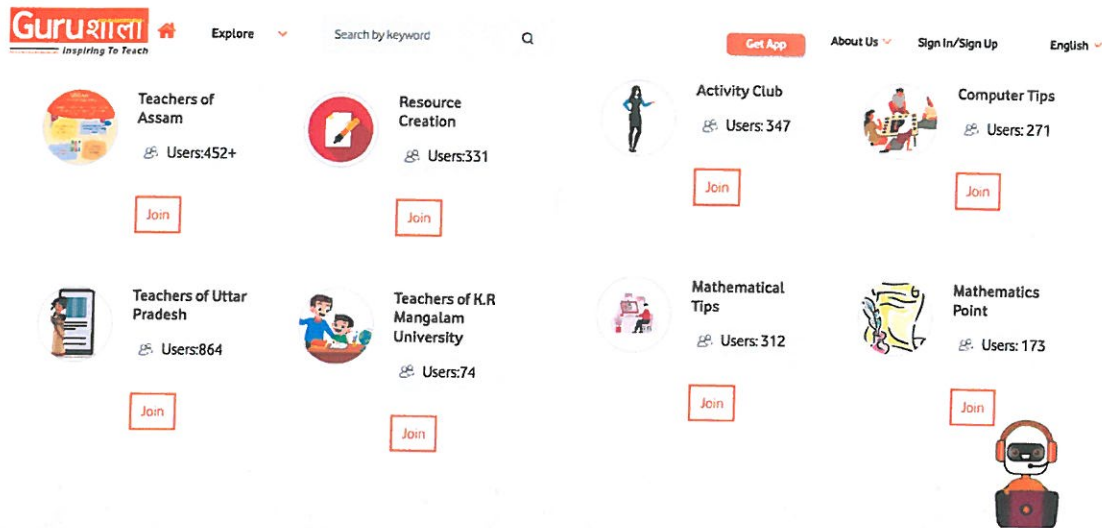 Guruशाला
Inspiring To Teach
Explore
Search by keyword
Get App
About Us
Sign In/Sign Up
English
Teachers of
Assam
Users:452+
Join
Resource
Creation
Users:331
Join
Activity Club
Users: 347
Join
Computer Tips
Users: 271
Join
Teachers of Uttar
Pradesh
Users:864
Join
Teachers of K.R
Mangalam
University
Users:74
Join
Mathematical
Tips
Users: 312
Join
Mathematics
Point
Users: 173
Join